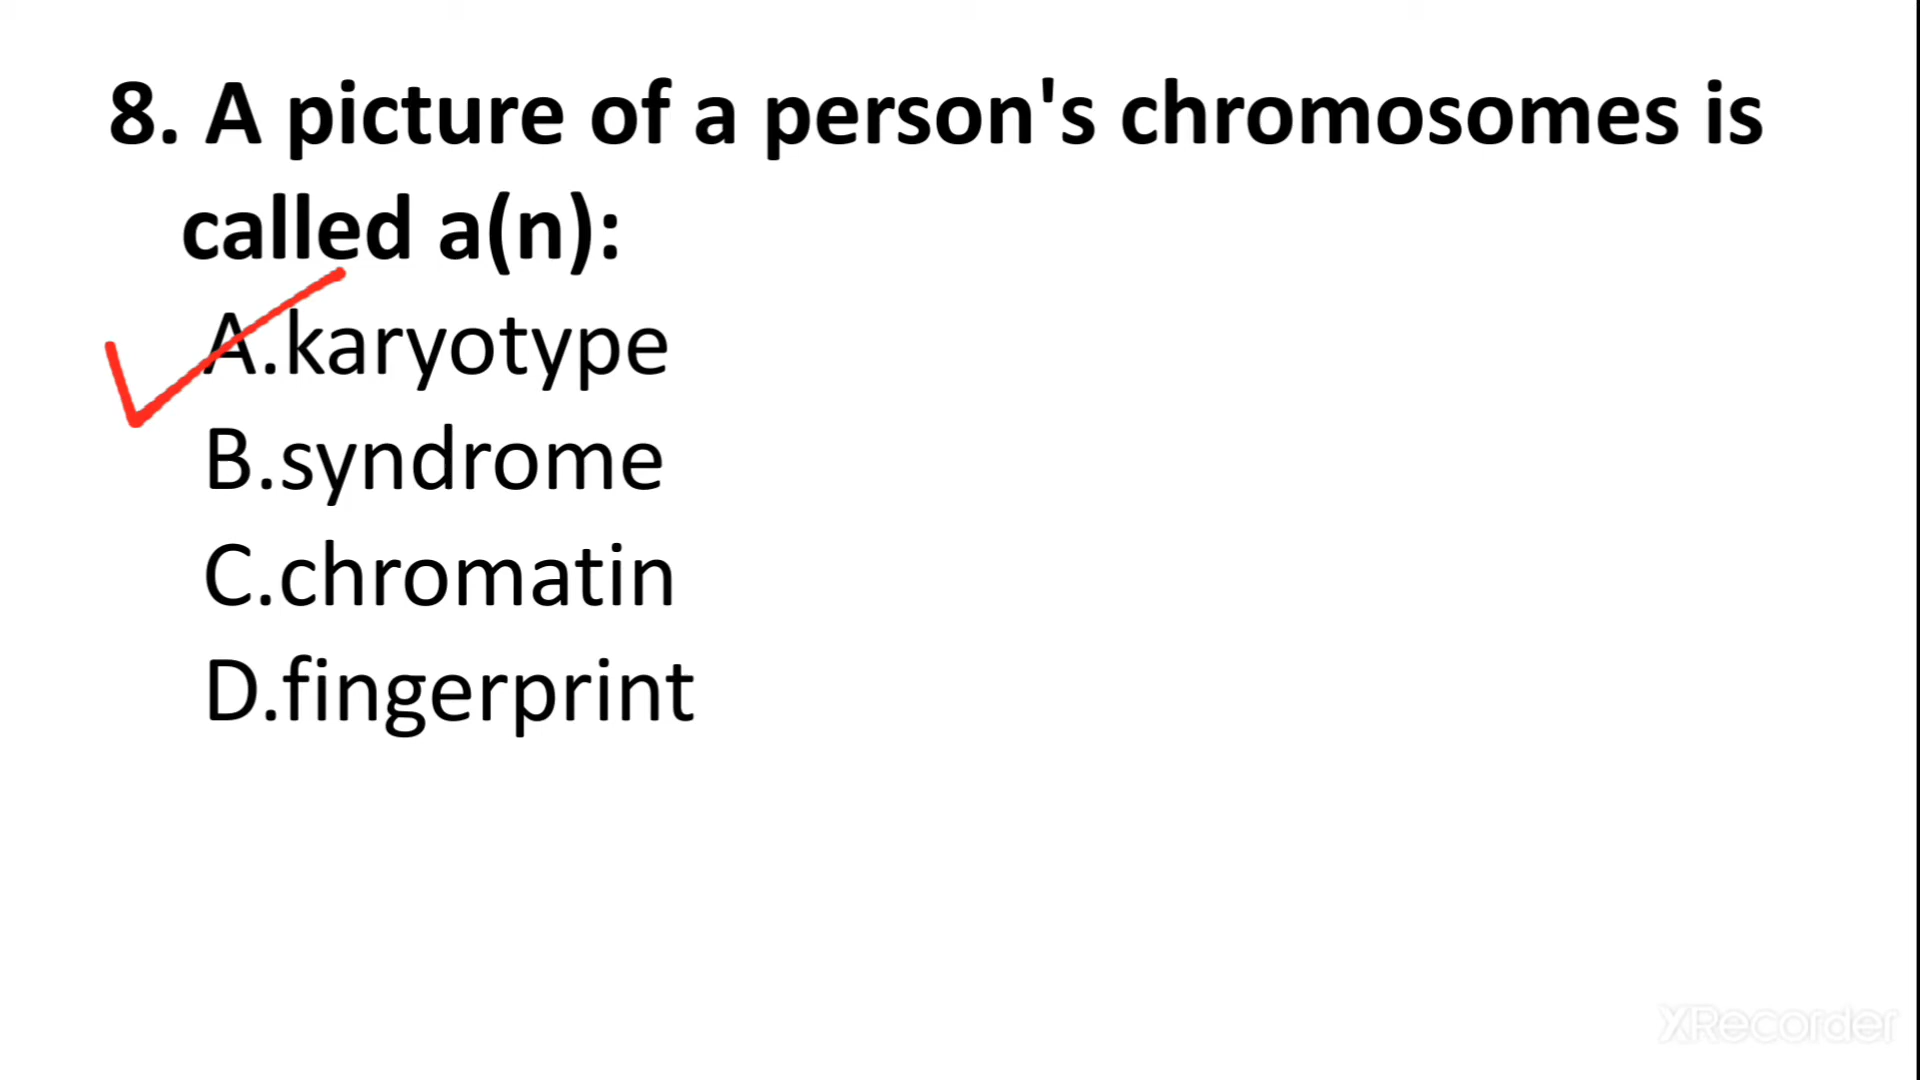 8. A picture of a person's chromosomes is
called a(n):
A.karyotype
B.syndrome
C.chromatin
D.fingerprint
XRecorder